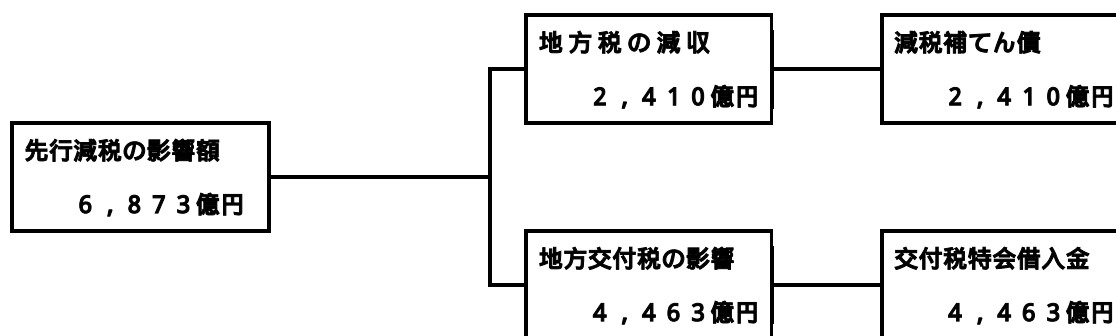 地方税の減収
２，４１０億円
減税補てん債
２，４１０億円
先行減税の影響額
６，８７３億円
地方交付税の影響
４，４６３億円
交付税特会借入金
４，４６３億円